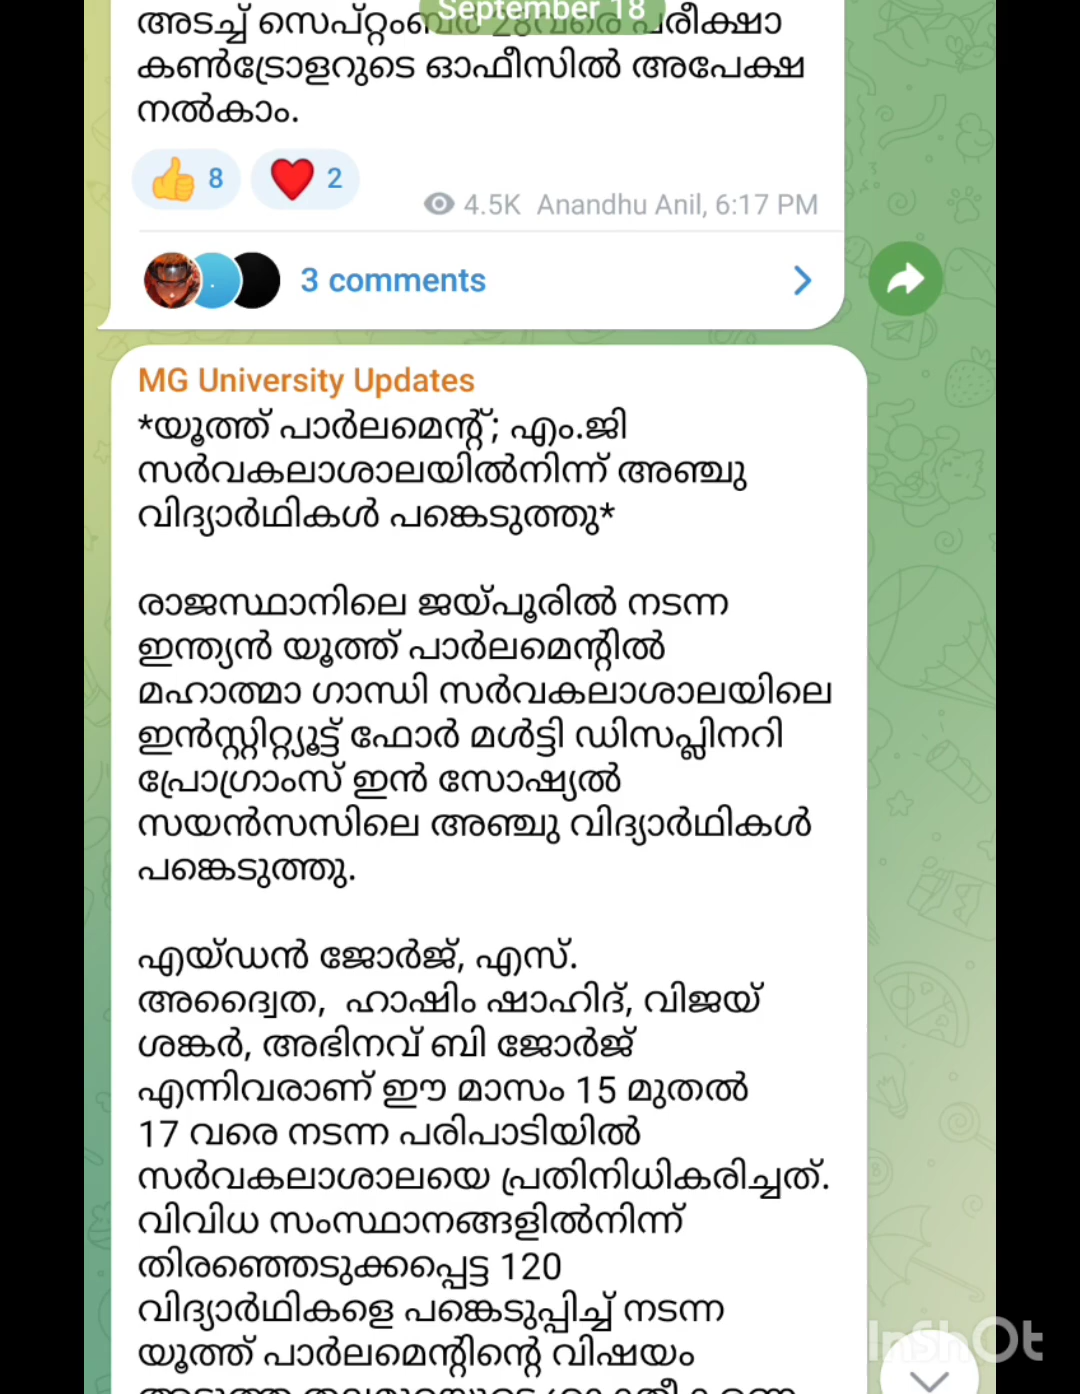 September 18
അടച്ച് സെപ്റ്റംബർ 28വരെ പരീക്ഷാ
കൺട്രോളറുടെ ഓഫീസിൽ അപേക്ഷ
നൽകാം.
8 2
4.5K Anandhu Anil, 6:17 PM
3 comments
MG University Updates
*യൂത്ത് പാർലമെന്റ്; എം.ജി
സർവകലാശാലയിൽനിന്ന് അഞ്ചു
വിദ്യാർഥികൾ പങ്കെടുത്തു*
രാജസ്ഥാനിലെ ജയ്പൂരിൽ നടന്ന
ഇന്ത്യൻ യൂത്ത് പാർലമെന്റിൽ
മഹാത്മാ ഗാന്ധി സർവകലാശാലയിലെ
ഇൻസ്റ്റിറ്റ്യൂട്ട് ഫോർ മൾട്ടി ഡിസപ്ലിനറി
പ്രോഗ്രാംസ് ഇൻ സോഷ്യൽ
സയൻസസിലെ അഞ്ചു വിദ്യാർഥികൾ
പങ്കെടുത്തു.
എയ്ഡൻ ജോർജ്, എസ്.
അദ്വൈത, ഹാഷിം ഷാഹിദ്, വിജയ്
ശങ്കർ, അഭിനവ് ബി ജോർജ്
എന്നിവരാണ് ഈ മാസം 15 മുതൽ
17 വരെ നടന്ന പരിപാടിയിൽ
സർവകലാശാലയെ പ്രതിനിധികരിച്ചത്.
വിവിധ സംസ്ഥാനങ്ങളിൽനിന്ന്
തിരഞ്ഞെടുക്കപ്പെട്ട 120
വിദ്യാർഥികളെ പങ്കെടുപ്പിച്ച് നടന്ന
യൂത്ത് പാർലമെന്റിന്റെ വിഷയം
InShOt